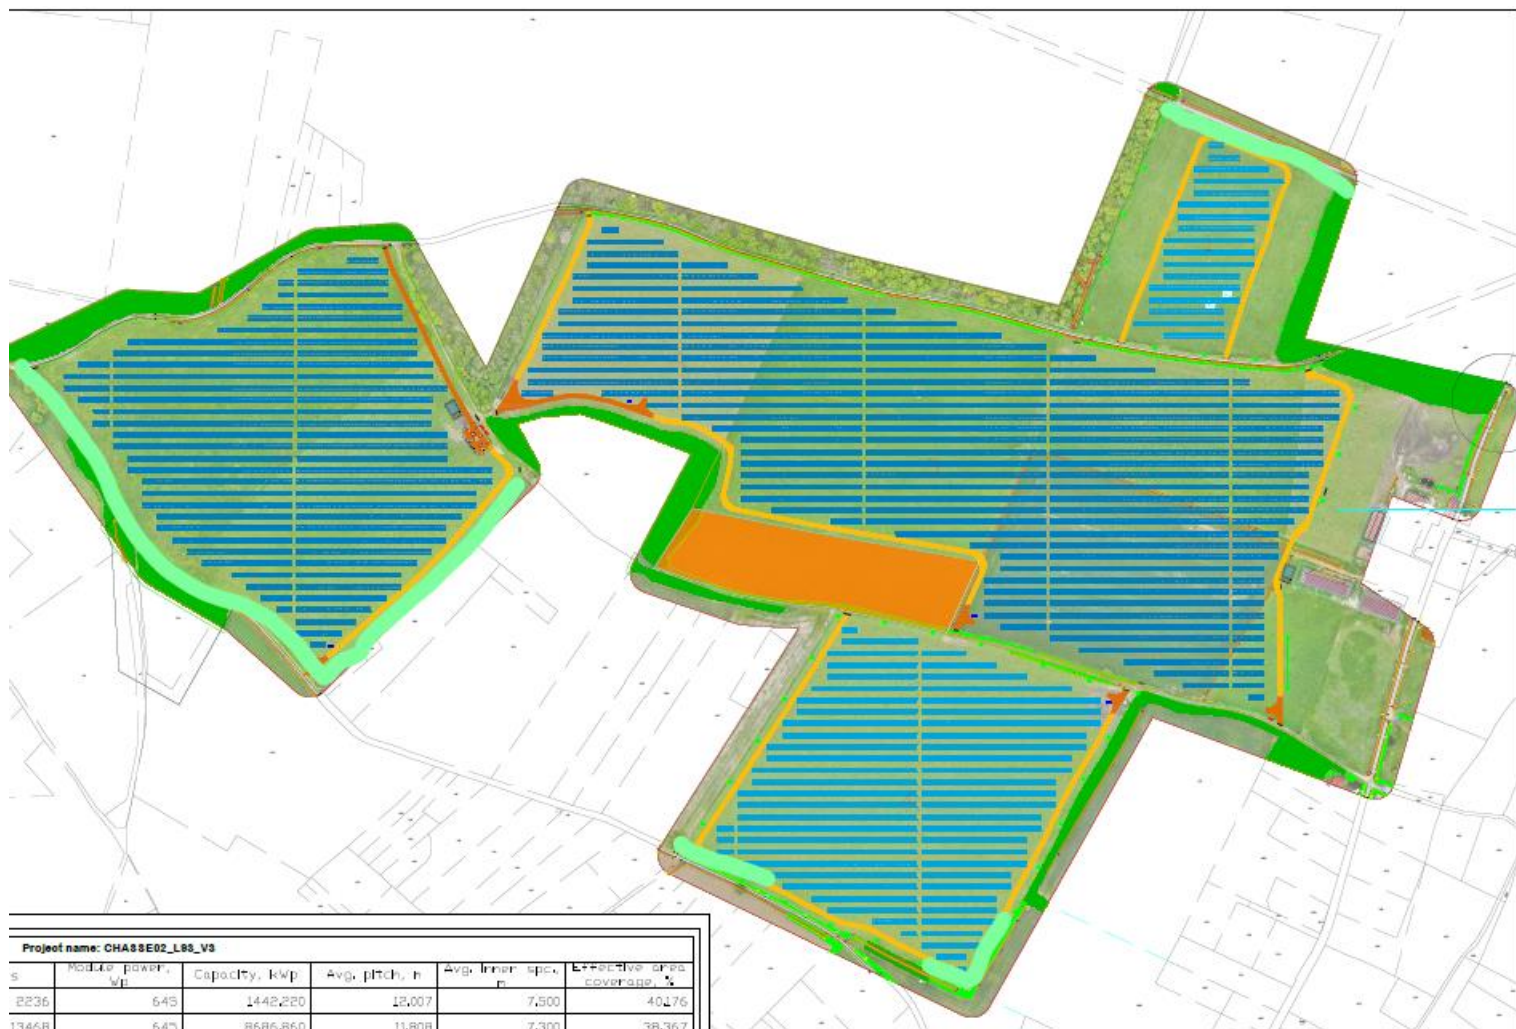 Project name: CHASSE02_L93_V3
s Module power, Wp Capacity, kWp Avg. pitch, m Avg. inner spc., m Effective area coverage, %
2236 645 1442.220 12.007 7.500 40.176
13468 645 8686.860 11.808 7.300 38.367